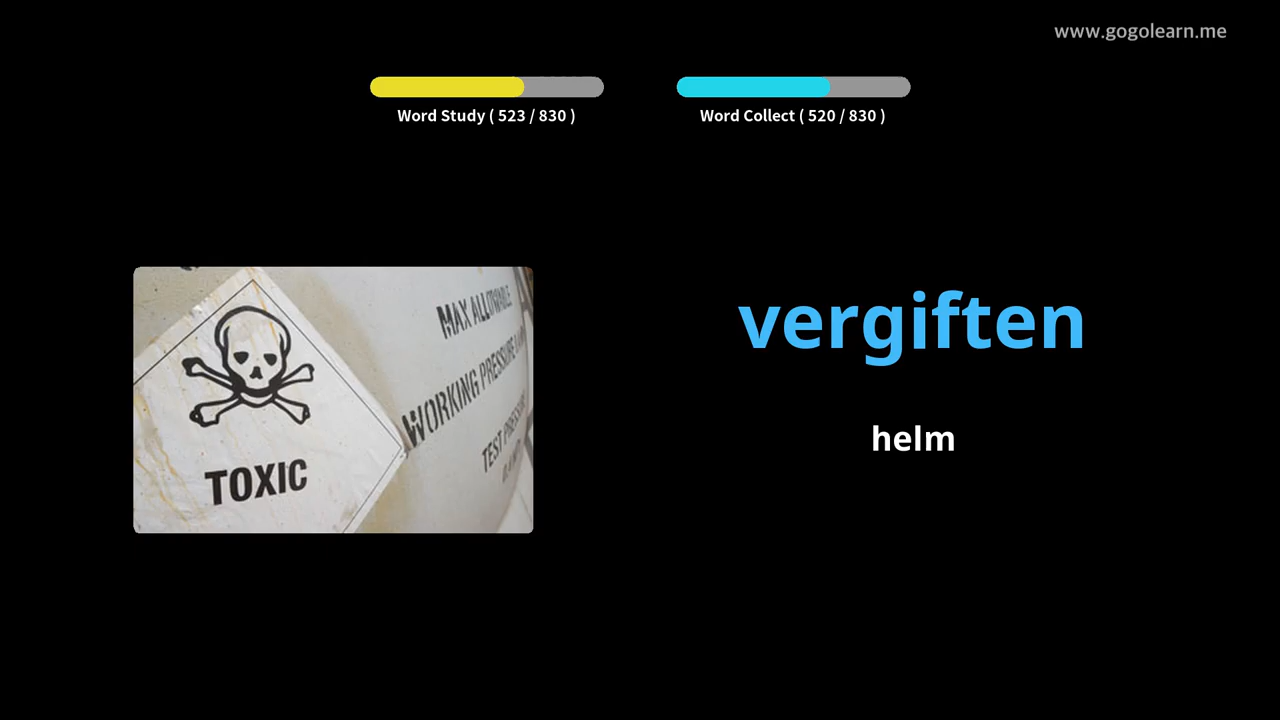 www.gogolearn.me
Word Study ( 523 / 830 )
Word Collect ( 520 / 830 )
vergiften
helm
MAX ALLOWABLE
WORKING PRESSURE
TEST PRESSURE
TOXIC